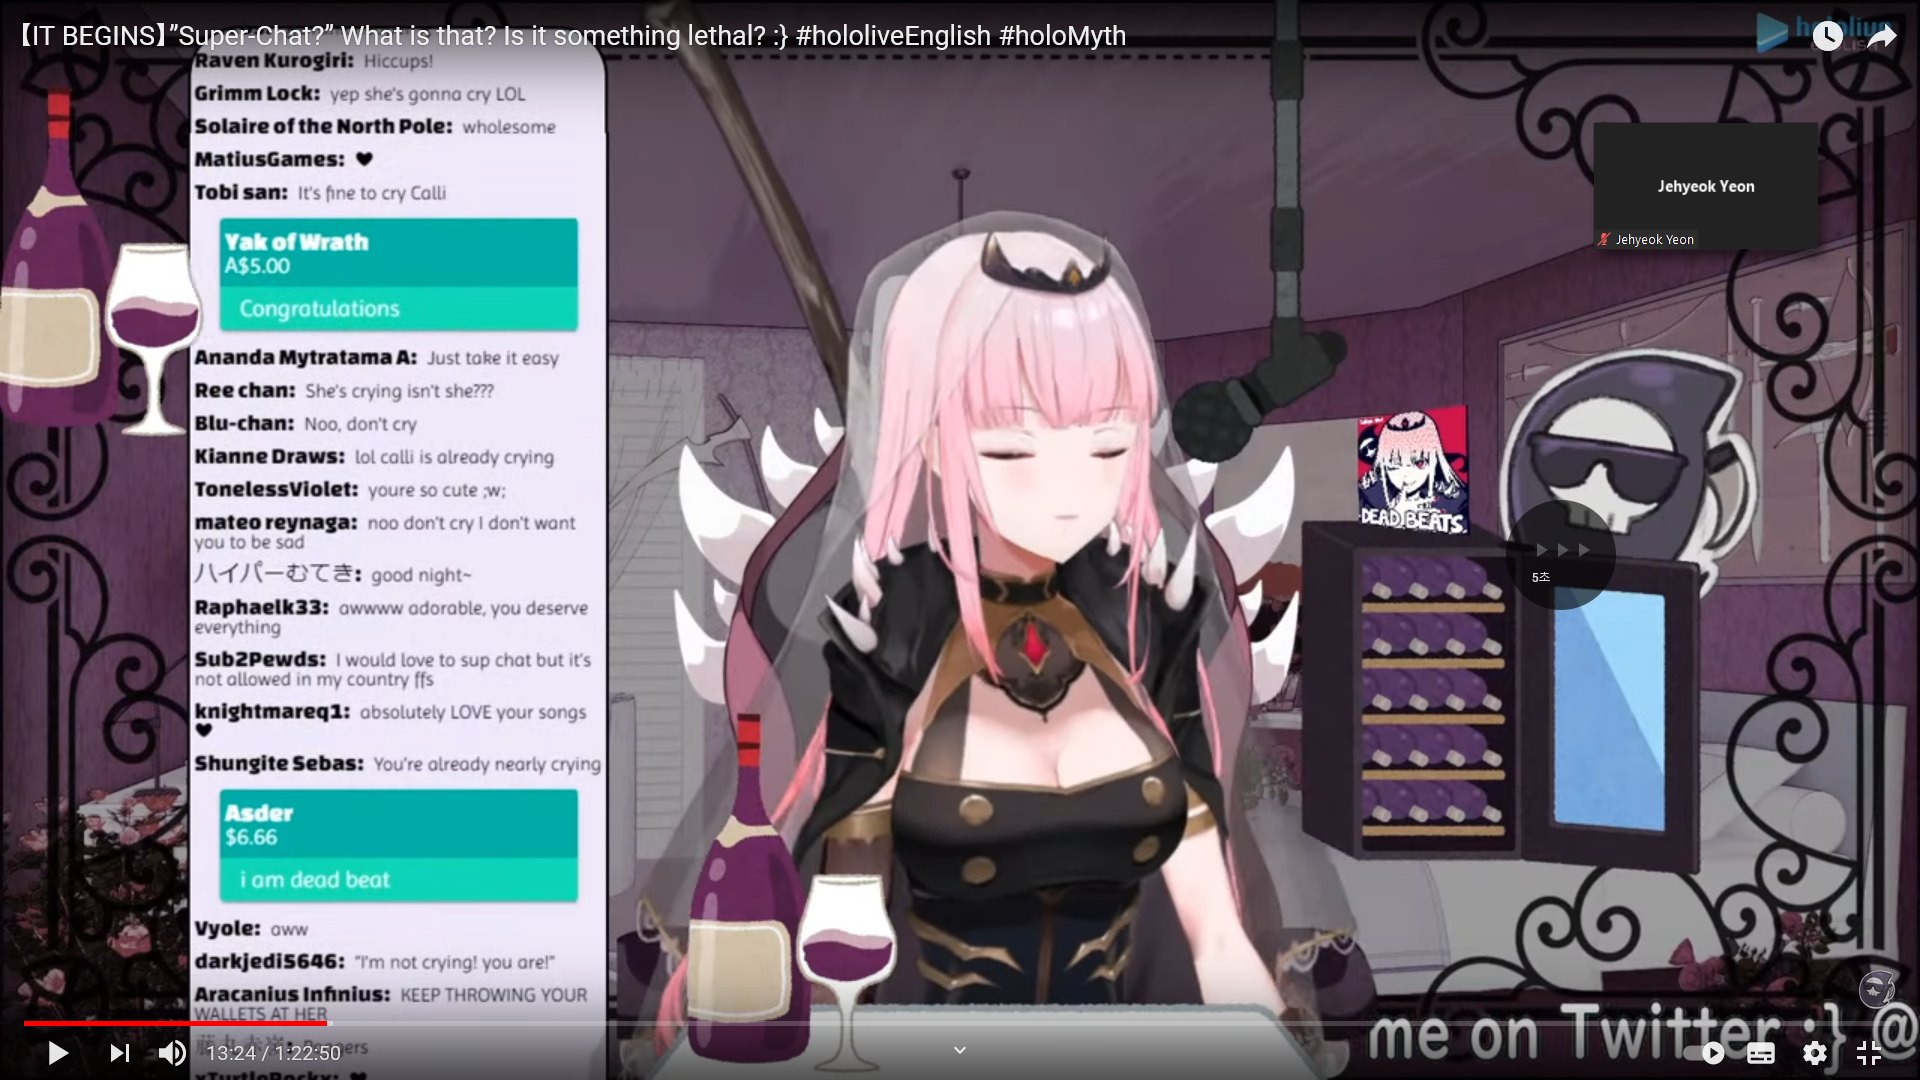 【IT BEGINS】”Super-Chat?” What is that? Is it something lethal? :} #hololiveEnglish #holoMyth
Raven Kurogiri: Hiccups!
Grimm Lock: yep she's gonna cry LOL
Solaire of the North Pole: wholesome
MatiusGames: ♥
Tobi san: It's fine to cry Calli
Yak of Wrath
A$5.00
Congratulations
Ananda Mytratama A: Just take it easy
Ree chan: She's crying isn't she???
Blu-chan: Noo, don't cry
Kianne Draws: lol calli is already crying
TonelessViolet: youre so cute ;w;
mateo reynaga: noo don't cry I don't want
you to be sad
ハイパーむてき: good night~
Raphaelk33: awwww adorable, you deserve
everything
Sub2Pewds: I would love to sup chat but it's
not allowed in my country ffs
knightmareq1: absolutely LOVE your songs
♥
Shungite Sebas: You're already nearly crying
Asder
$6.66
i am dead beat
Vyole: aww
darkjedi5646: "I'm not crying! you are!"
Aracanius Infinius: KEEP THROWING YOUR
WALLETS AT HER
xTurtleRockx: ♥
13:24 / 1:22:50
hololive
Jehyeok Yeon
Jehyeok Yeon
DEAD BEATS
5초
me on Twitter :} @